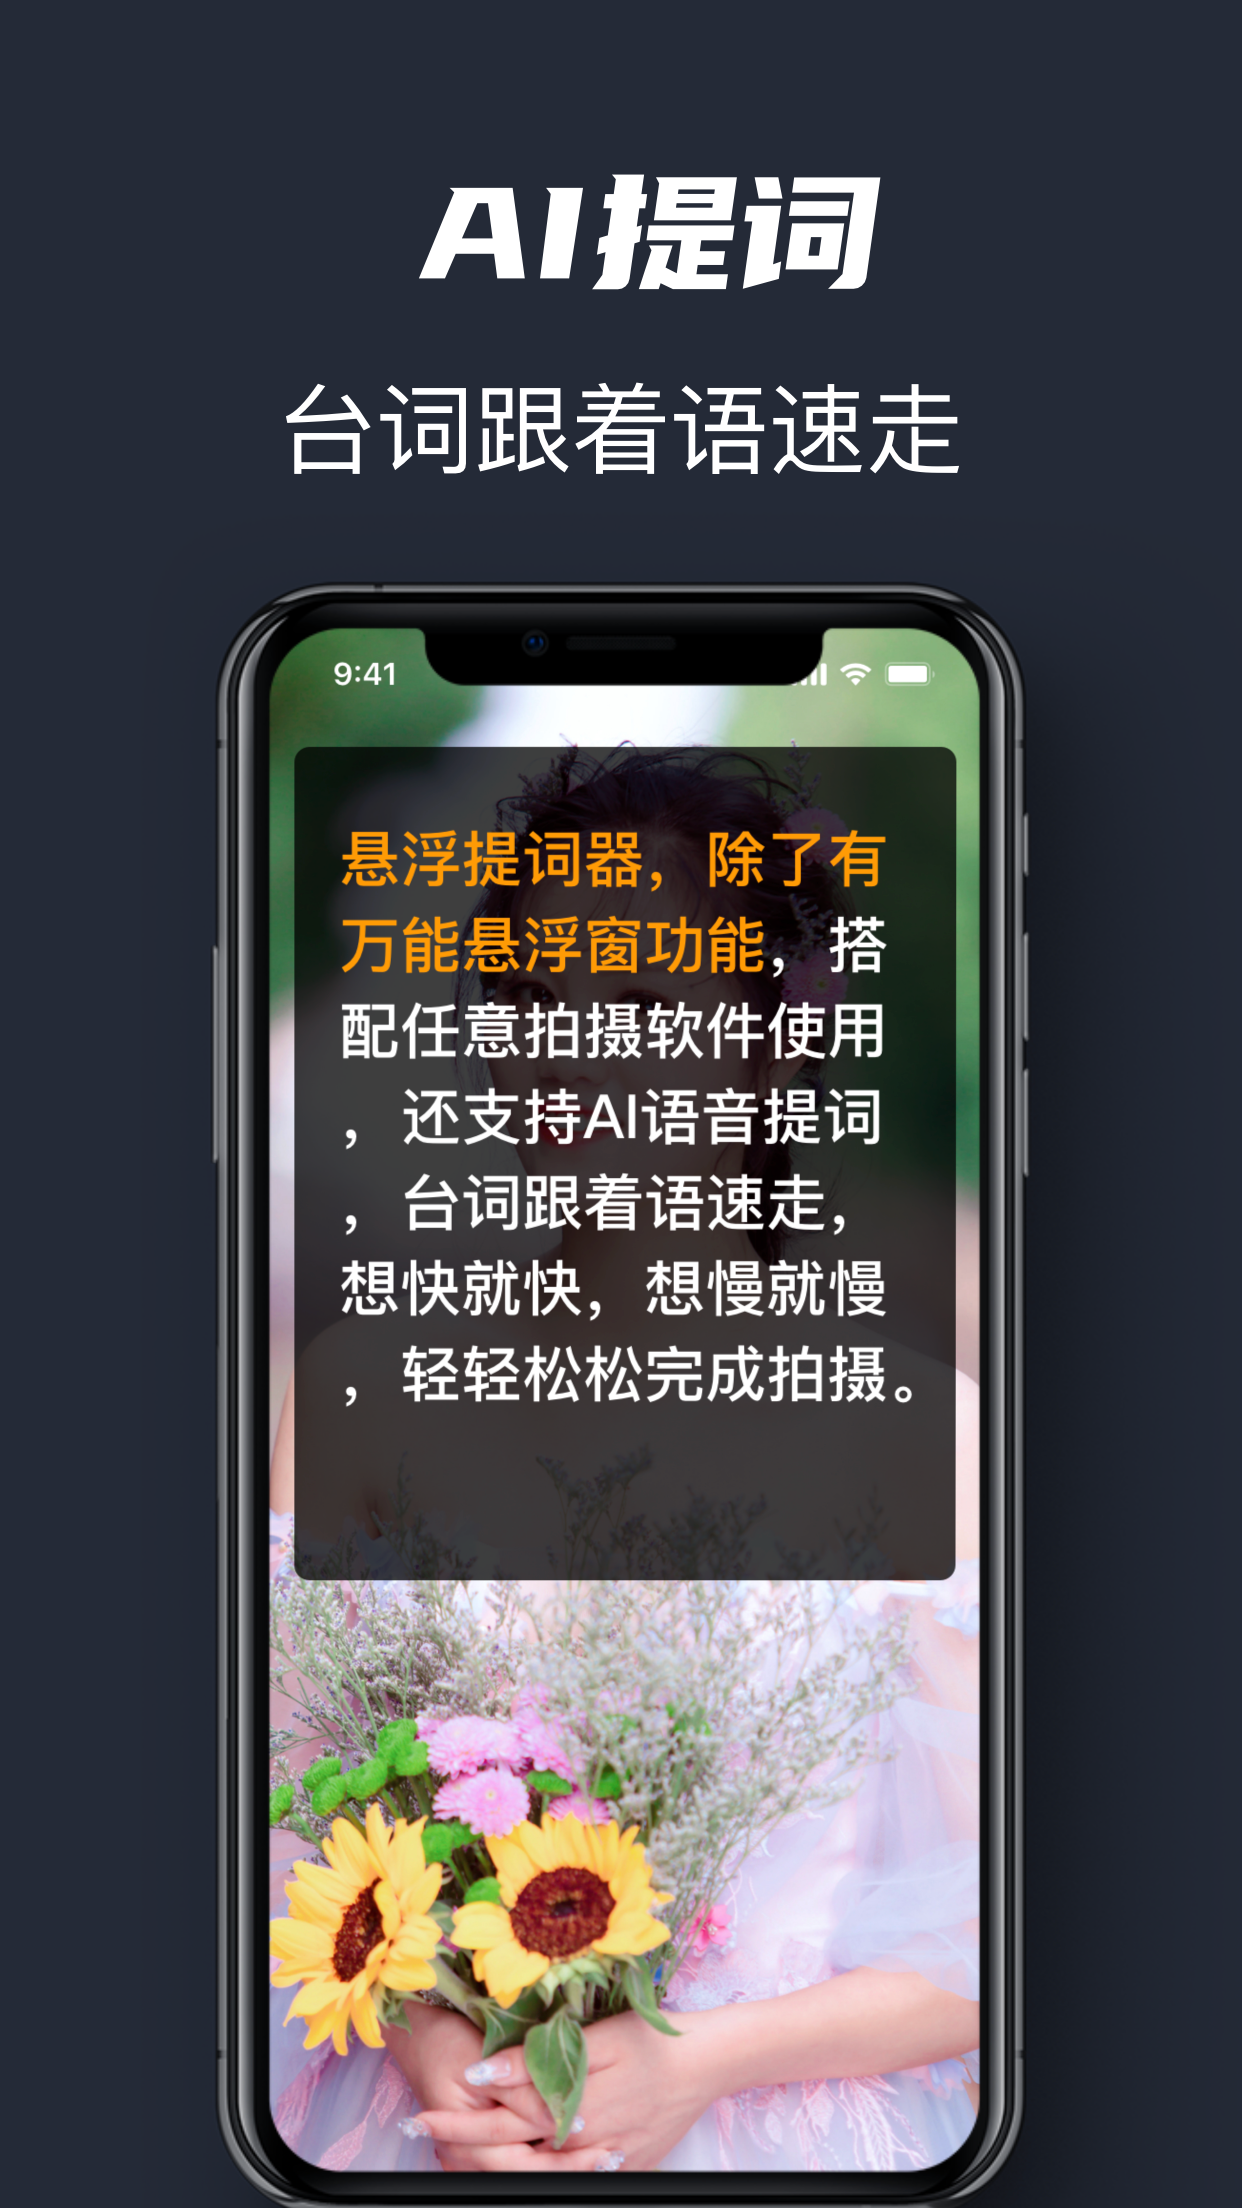 AI提词
台词跟着语速走
9:41
悬浮提词器，除了有
万能悬浮窗功能，搭
配任意拍摄软件使用
，还支持AI语音提词
，台词跟着语速走，
想快就快，想慢就慢
，轻轻松松完成拍摄。